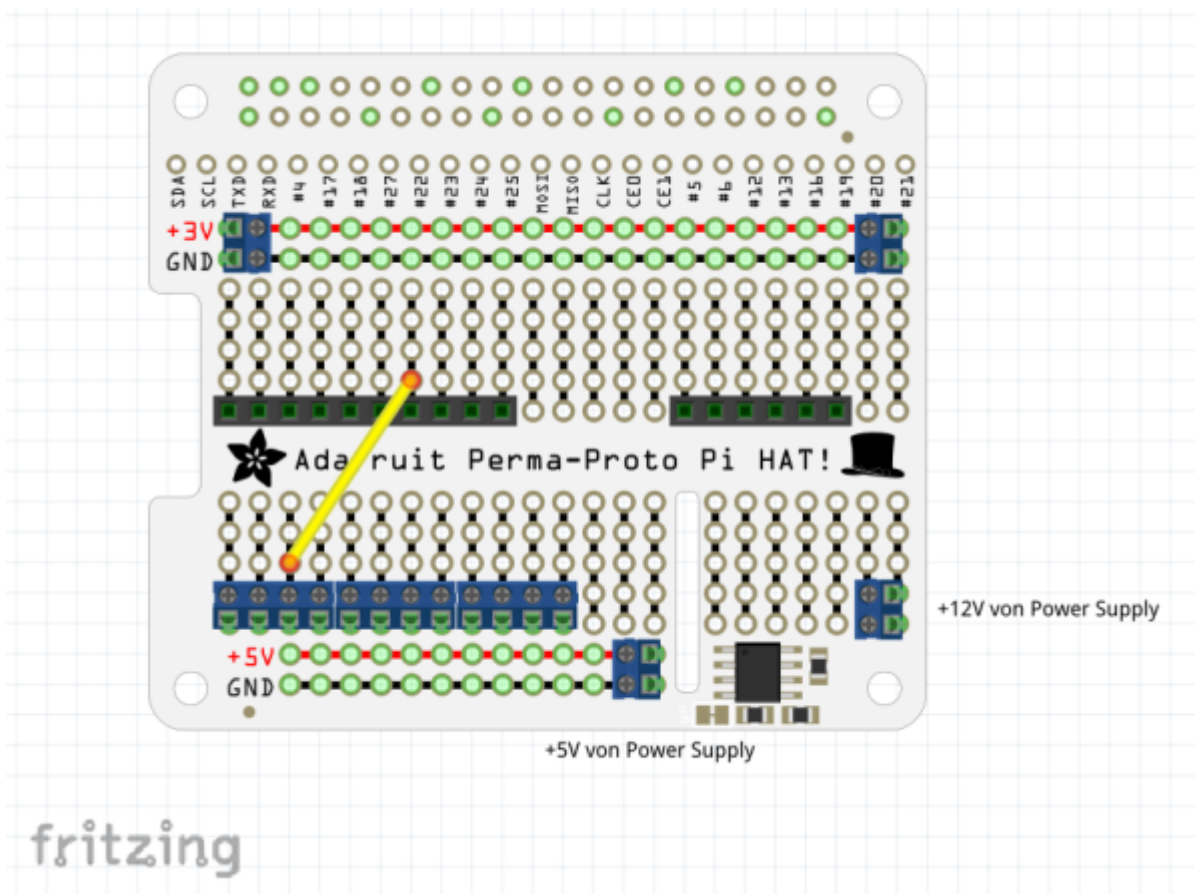 SDA SCL TXD RXD #4 #17 #18 #27 #22 #23 #24 #25 MOSI MISO CLK CE0 CE1 #5 #6 #12 #13 #16 #19 #20 #21
+3V
GND
Adafruit Perma-Proto Pi HAT!
+12V von Power Supply
+5V
GND
+5V von Power Supply
fritzing